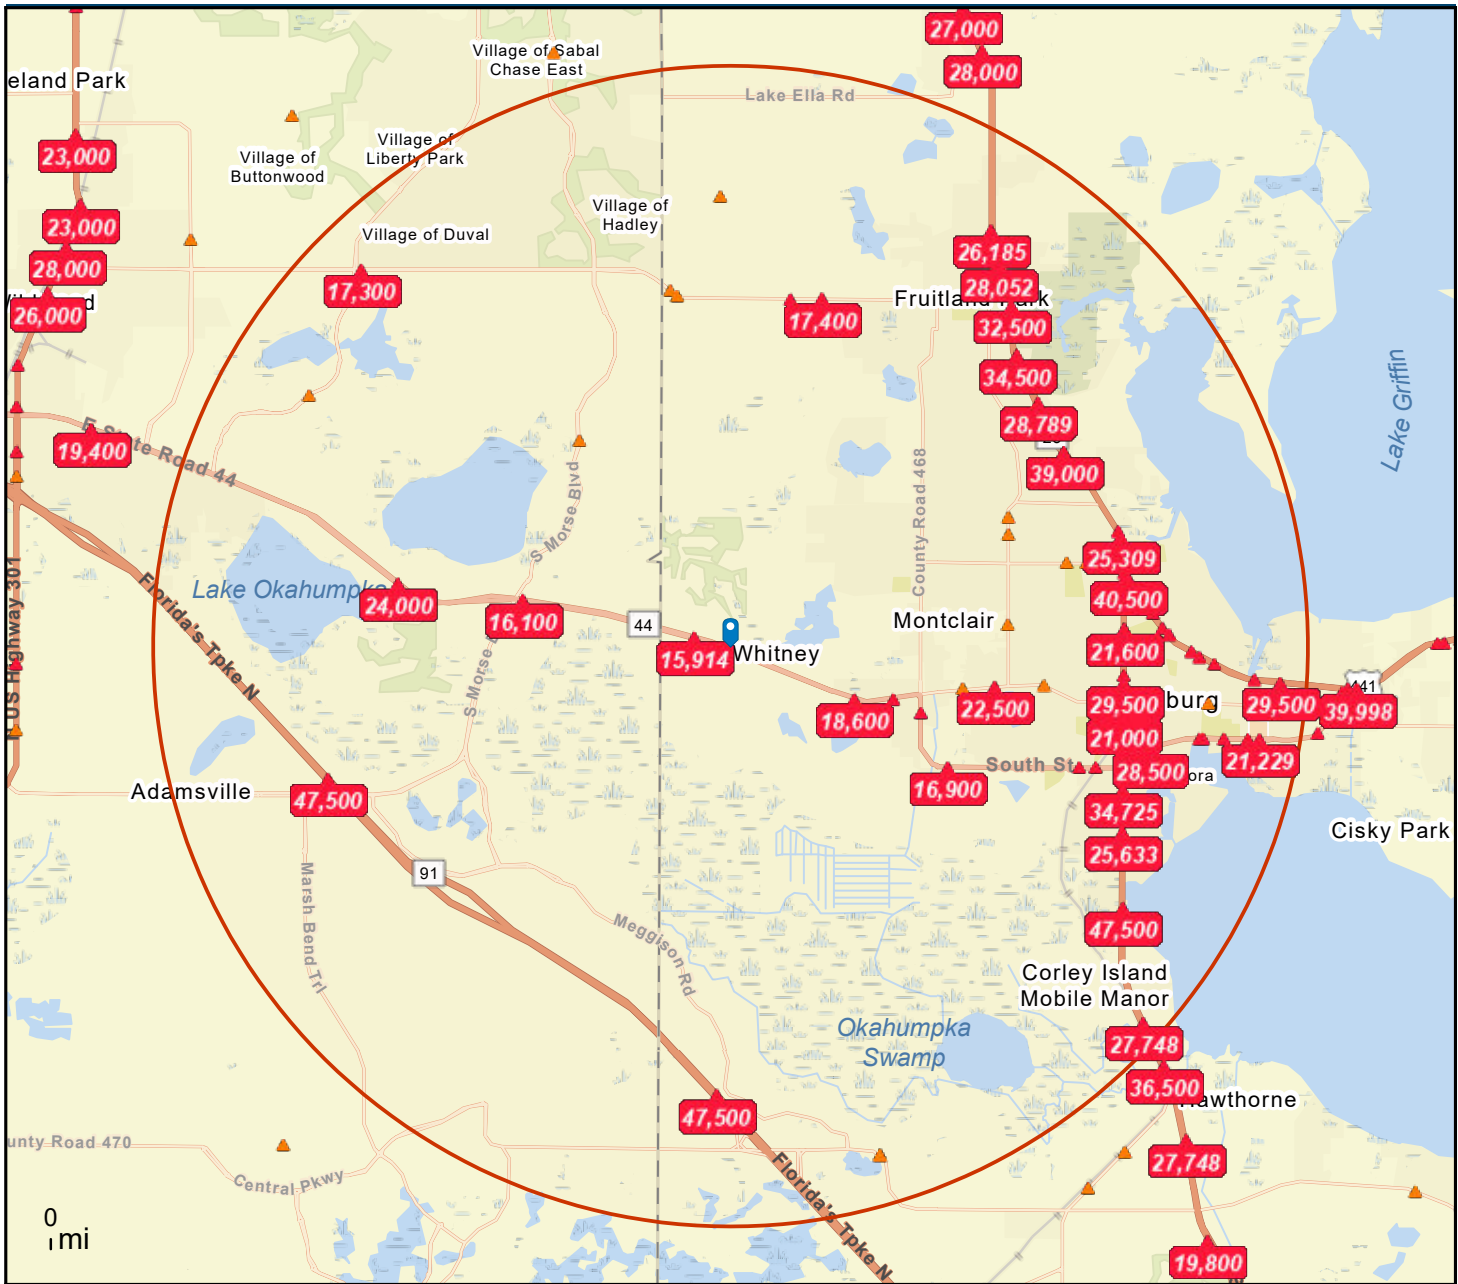 27,000
Village of Sabal
Chase East
28,000
eland Park
Lake Ella Rd
23,000
Village of
Liberty Park
Village of
Buttonwood
Village of
Hadley
23,000
Village of Duval
26,185
28,000
17,300
28,052
Fruitland Park
26,000
17,400
32,500
34,500
Lake Griffin
28,789
19,400
E State Road 44
39,000
County Road 468
S Morse Blvd
25,309
Lake Okahumpka
24,000
40,500
16,100
44
Montclair
Florida's Tpke N
US Highway 301
21,600
15,914
Whitney
S Morse
441
29,500
burg
29,500
39,998
22,500
18,600
21,000
21,229
South St
28,500
ora
16,900
Adamsville
47,500
34,725
Cisky Park
25,633
91
Marsh Bend Trl
47,500
Meggison Rd
Corley Island
Mobile Manor
Okahumpka
Swamp
27,748
36,500
awthorne
47,500
unty Road 470
27,748
Central Pkwy
Florida's Tpke N
0
mi
19,800